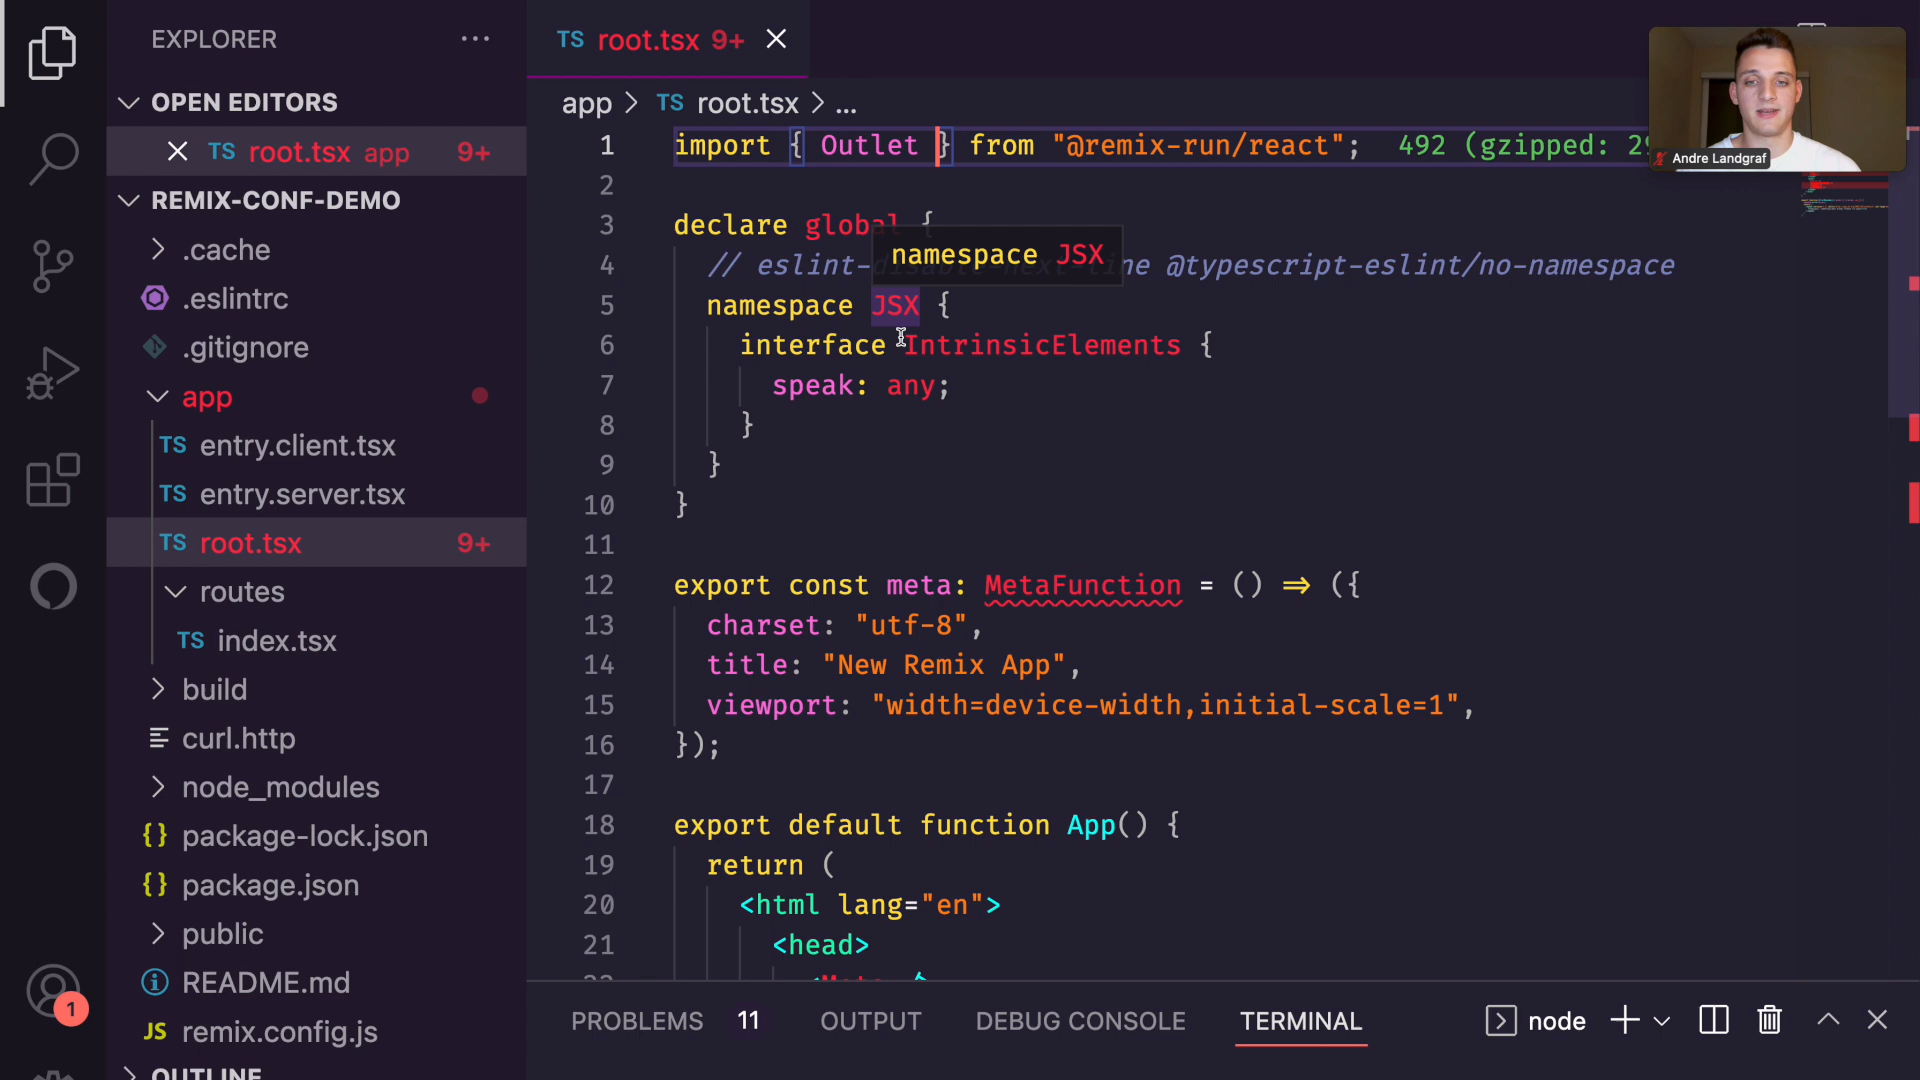 EXPLORER
OPEN EDITORS
TS root.tsx app 9+
REMIX-CONF-DEMO
.cache
.eslintrc
.gitignore
app
TS entry.client.tsx
TS entry.server.tsx
TS root.tsx 9+
routes
TS index.tsx
build
curl.http
node_modules
{} package-lock.json
{} package.json
public
README.md
JS remix.config.js
OUTLINE
1
TS root.tsx 9+
app > TS root.tsx > ...
1 import { Outlet } from "@remix-run/react"; 492 (gzipped:
2
3 declare global {
namespace JSX
4 // eslint-disable-next-line @typescript-eslint/no-namespace
5 namespace JSX {
6 interface IntrinsicElements {
7 speak: any;
8 }
9 }
10 }
11
12 export const meta: MetaFunction = () => ({
13 charset: "utf-8",
14 title: "New Remix App",
15 viewport: "width=device-width,initial-scale=1",
16 });
17
18 export default function App() {
19 return (
20 <html lang="en">
21 <head>
Andre Landgraf
PROBLEMS 11 OUTPUT DEBUG CONSOLE TERMINAL node